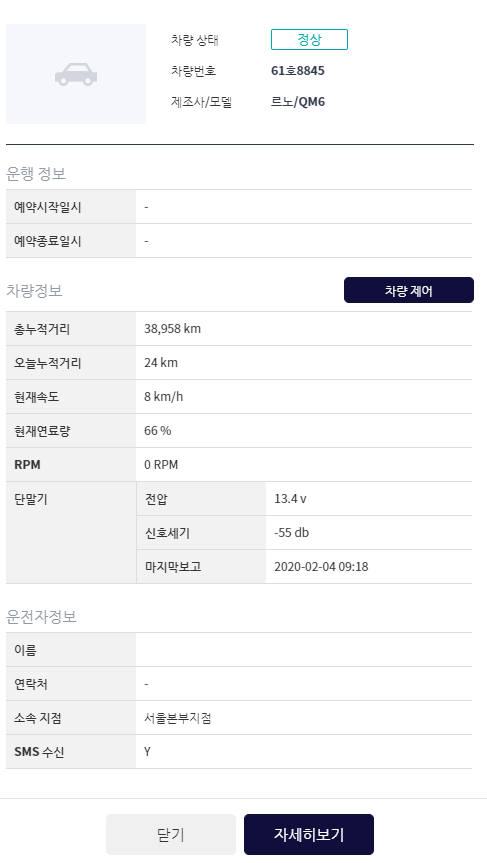 차량 상태 정상
차량번호 61호8845
제조사/모델 르노/QM6
운행 정보
예약시작일시 -
예약종료일시 -
차량정보 차량 제어
총누적거리 38,958 km
오늘누적거리 24 km
현재속도 8 km/h
현재연료량 66 %
RPM 0 RPM
단말기 전압 13.4 v
신호세기 -55 db
마지막보고 2020-02-04 09:18
운전자정보
이름
연락처 -
소속 지점 서울본부지점
SMS 수신 Y
닫기 자세히보기